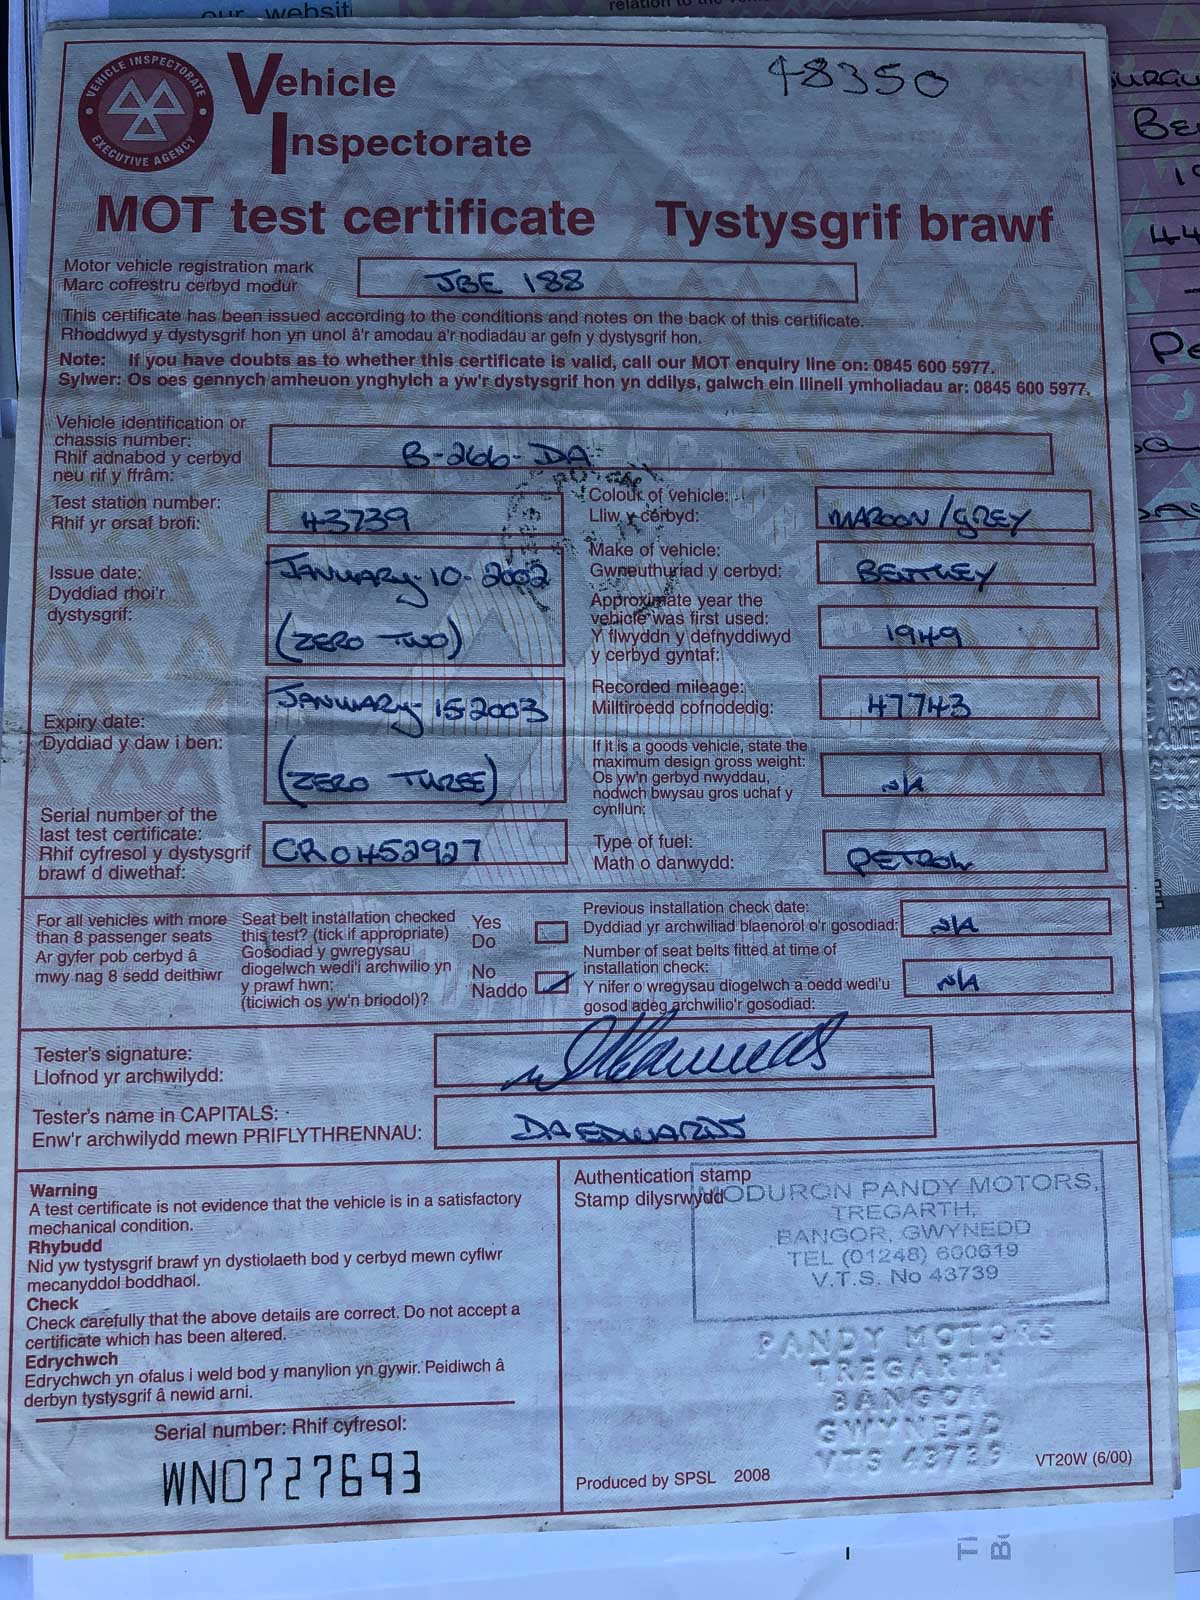 our websit
relation to the
VEHICLE INSPECTORATE
EXECUTIVE AGENCY
Vehicle
Inspectorate
48350
MOT test certificate Tystysgrif brawf
Motor vehicle registration mark
Marc cofrestru cerbyd modur
JBE 188
This certificate has been issued according to the conditions and notes on the back of this certificate.
Rhoddwyd y dystysgrif hon yn unol â'r amodau a'r nodiadau ar gefn y dystysgrif hon.
Note: If you have doubts as to whether this certificate is valid, call our MOT enquiry line on: 0845 600 5977.
Sylwer: Os oes gennych amheuon ynghylch a yw'r dystysgrif hon yn ddilys, galwch ein llinell ymholiadau ar: 0845 600 5977.
Vehicle identification or
chassis number:
Rhif adnabod y cerbyd
neu rif y ffrâm:
B-266-DA
Test station number:
Rhif yr orsaf brofi:
43739
Colour of vehicle:
Lliw y cerbyd:
MAROON/GREY
Issue date:
Dyddiad rhoi'r
dystysgrif:
JANUARY-10-2002
(ZERO TWO)
Make of vehicle:
Gwneuthuriad y cerbyd:
BENTLEY
Approximate year the
vehicle was first used:
Y flwyddyn y defnyddiwyd
y cerbyd gyntaf:
1949
Expiry date:
Dyddiad y daw i ben:
JANUARY-15-2003
(ZERO THREE)
Recorded mileage:
Milltiroedd cofnodedig:
47743
If it is a goods vehicle, state the
maximum design gross weight:
Os yw'n gerbyd nwyddau,
nodwch bwysau gros uchaf y
cynllun:
N/A
Serial number of the
last test certificate:
Rhif cyfresol y dystysgrif
brawf d diwethaf:
CR0452927
Type of fuel:
Math o danwydd:
PETROL
For all vehicles with more
than 8 passenger seats
Ar gyfer pob cerbyd â
mwy nag 8 sedd deithiwr
Seat belt installation checked
this test? (tick if appropriate)
Gosodiad y gwregysau
diogelwch wedi'i archwilio yn
y prawf hwn:
(ticiwich os yw'n briodol)?
Yes
Do
No
Naddo
Previous installation check date:
Dyddiad yr archwiliad blaenorol o'r gosodiad:
N/A
Number of seat belts fitted at time of
installation check:
Y nifer o wregysau diogelwch a oedd wedi'u
gosod adeg archwilio'r gosodiad:
N/A
Tester's signature:
Llofnod yr archwilydd:
Tester's name in CAPITALS:
Enw'r archwilydd mewn PRIFLYTHRENNAU:
DA EDWARDS
Warning
A test certificate is not evidence that the vehicle is in a satisfactory
mechanical condition.
Rhybudd
Nid yw tystysgrif brawf yn dystiolaeth bod y cerbyd mewn cyflwr
mecanyddol boddhaol.
Check
Check carefully that the above details are correct. Do not accept a
certificate which has been altered.
Edrychwch
Edrychwch yn ofalus i weld bod y manylion yn gywir. Peidiwch â
derbyn tystysgrif â newid arni.
Serial number: Rhif cyfresol:
WN0727693
Authentication stamp
Stamp dilysrwydd
MODURON PANDY MOTORS,
TREGARTH,
BANGOR, GWYNEDD
TEL (01248) 600619
V.T.S. No 43739
PANDY MOTORS
TREGARTH
BANGOR
GWYNEDD
VTS 43739
Produced by SPSL 2008
VT20W (6/00)